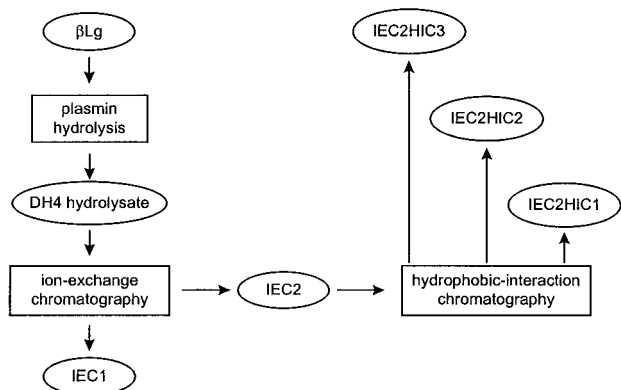 βLg
plasmin
hydrolysis
DH4 hydrolysate
ion-exchange
chromatography
IEC1
IEC2
hydrophobic-interaction
chromatography
IEC2HIC3
IEC2HIC2
IEC2HIC1